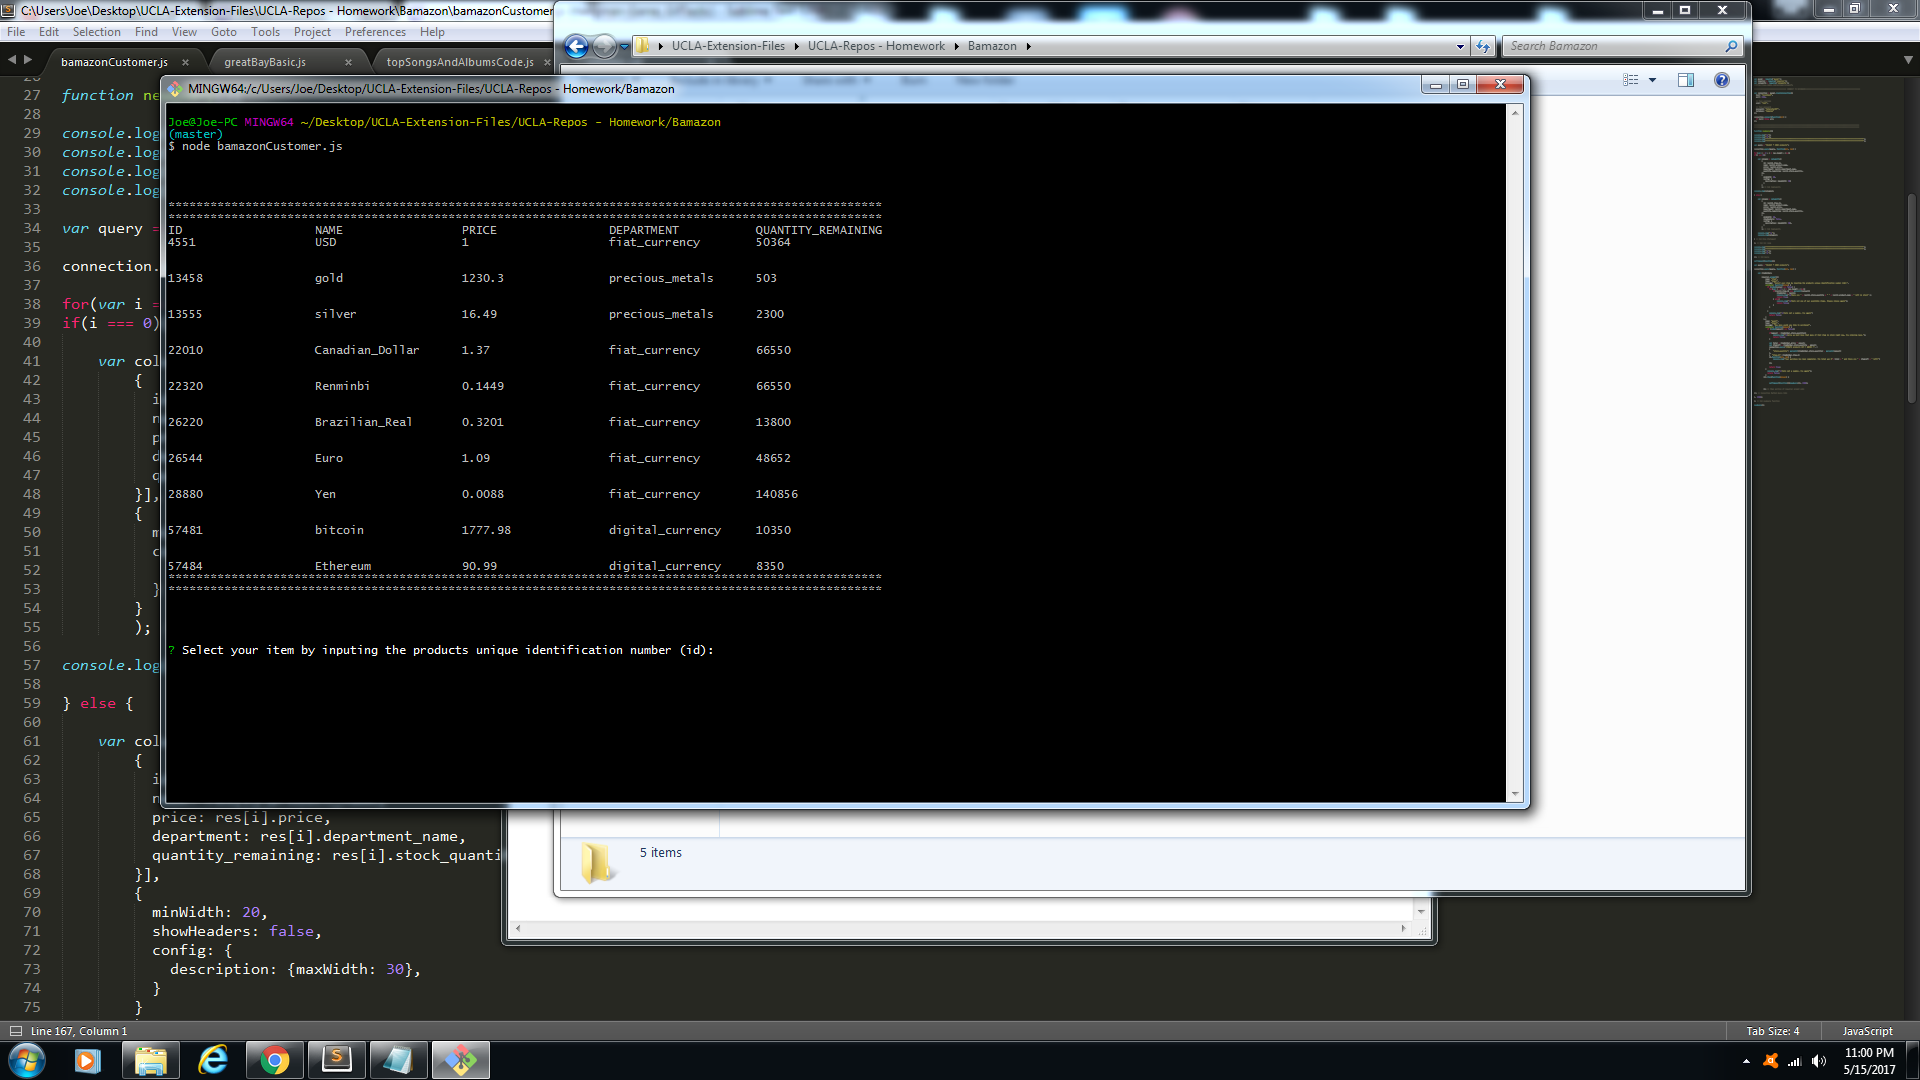 C:\Users\Joe\Desktop\UCLA-Extension-Files\UCLA-Repos - Homework\Bamazon\bamazonCustomer
File Edit Selection Find View Goto Tools Project Preferences Help
bamazonCustomer.js × greatBayBasic.js × topSongsAndAlbumsCode.js ×
UCLA-Extension-Files UCLA-Repos - Homework Bamazon
Search Bamazon
MINGW64:/c/Users/Joe/Desktop/UCLA-Extension-Files/UCLA-Repos - Homework/Bamazon
Joe@Joe-PC MINGW64 ~/Desktop/UCLA-Extension-Files/UCLA-Repos - Homework/Bamazon
(master)
$ node bamazonCustomer.js
ID NAME PRICE DEPARTMENT QUANTITY_REMAINING
4551 USD 1 fiat_currency 50364
13458 gold 1230.3 precious_metals 503
13555 silver 16.49 precious_metals 2300
22010 Canadian_Dollar 1.37 fiat_currency 66550
22320 Renminbi 0.1449 fiat_currency 66550
26220 Brazilian_Real 0.3201 fiat_currency 13800
26544 Euro 1.09 fiat_currency 48652
28880 Yen 0.0088 fiat_currency 140856
57481 bitcoin 1777.98 digital_currency 10350
57484 Ethereum 90.99 digital_currency 8350
? Select your item by inputing the products unique identification number (id):
27 function ne
28
29 console.log
30 console.log
31 console.log
32 console.log
33
34 var query =
35
36 connection.
37
38 for(var i =
39 if(i === 0)
40
41 var col
42 {
43 i
44 n
45 p
46 d
47 q
48 }],
49 {
50 m
51 c
52
53 }
54 }
55 );
56
57 console.log
58
59 } else {
60
61 var col
62 {
63 i
64 n
65 price: res[i].price,
66 department: res[i].department_name,
67 quantity_remaining: res[i].stock_quanti
68 }],
69 {
70 minWidth: 20,
71 showHeaders: false,
72 config: {
73 description: {maxWidth: 30},
74 }
75 }
5 items
Line 167, Column 1
Tab Size: 4 JavaScript
11:00 PM
5/15/2017